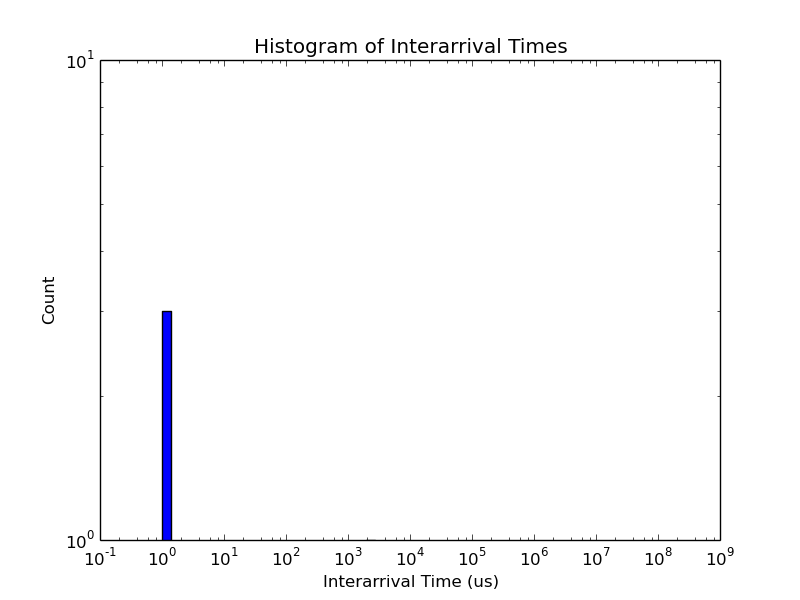 Histogram of Interarrival Times
10^1
Count
10^0
10^-1 10^0 10^1 10^2 10^3 10^4 10^5 10^6 10^7 10^8 10^9
Interarrival Time (us)